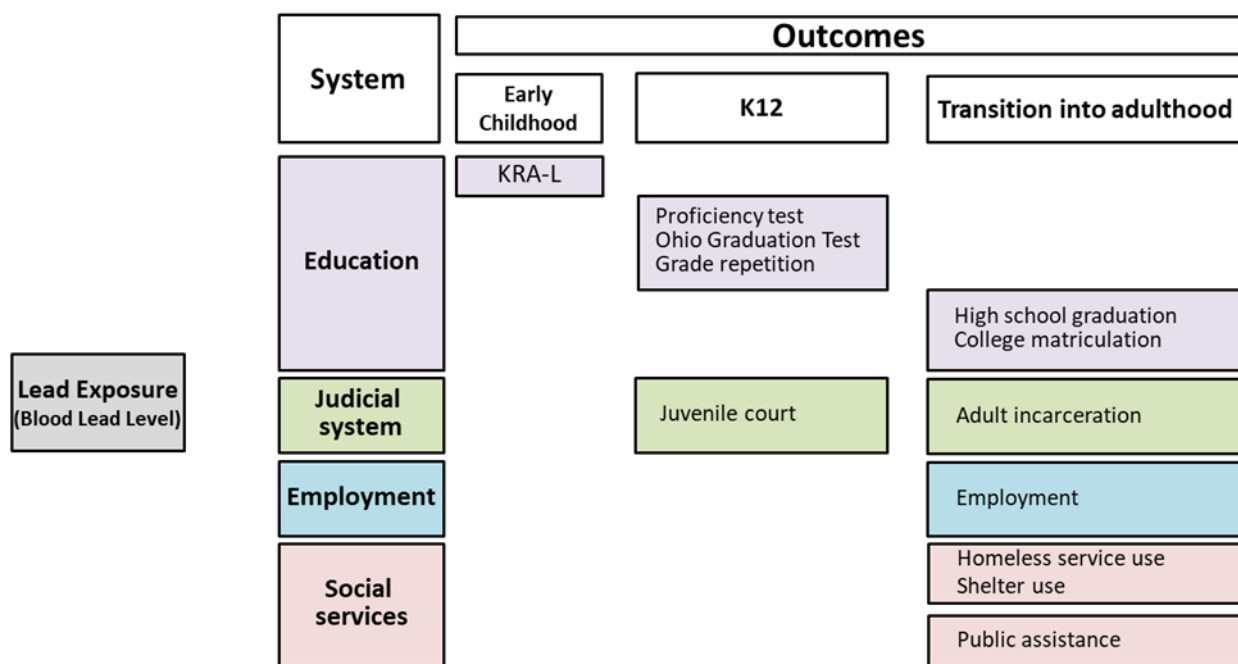 Outcomes
System
Early
Childhood
K12
Transition into adulthood
KRA-L
Proficiency test
Ohio Graduation Test
Grade repetition
Education
High school graduation
College matriculation
Lead Exposure
(Blood Lead Level)
Judicial
system
Juvenile court
Adult incarceration
Employment
Employment
Social
services
Homeless service use
Shelter use
Public assistance